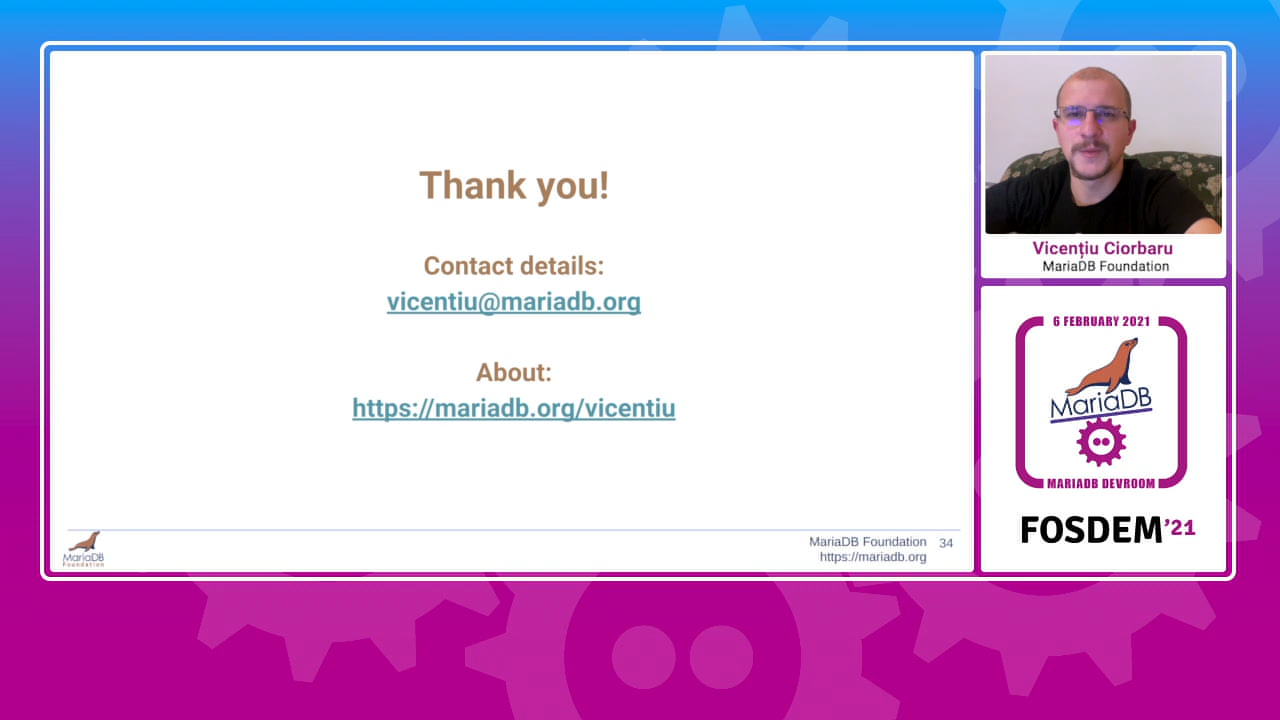 Thank you!
Contact details:
vicentiu@mariadb.org
About:
https://mariadb.org/vicentiu
MariaDB
Foundation
MariaDB Foundation 34
https://mariadb.org
Vicențiu Ciorbaru
MariaDB Foundation
6 FEBRUARY 2021
MariaDB
MARIADB DEVROOM
FOSDEM'21